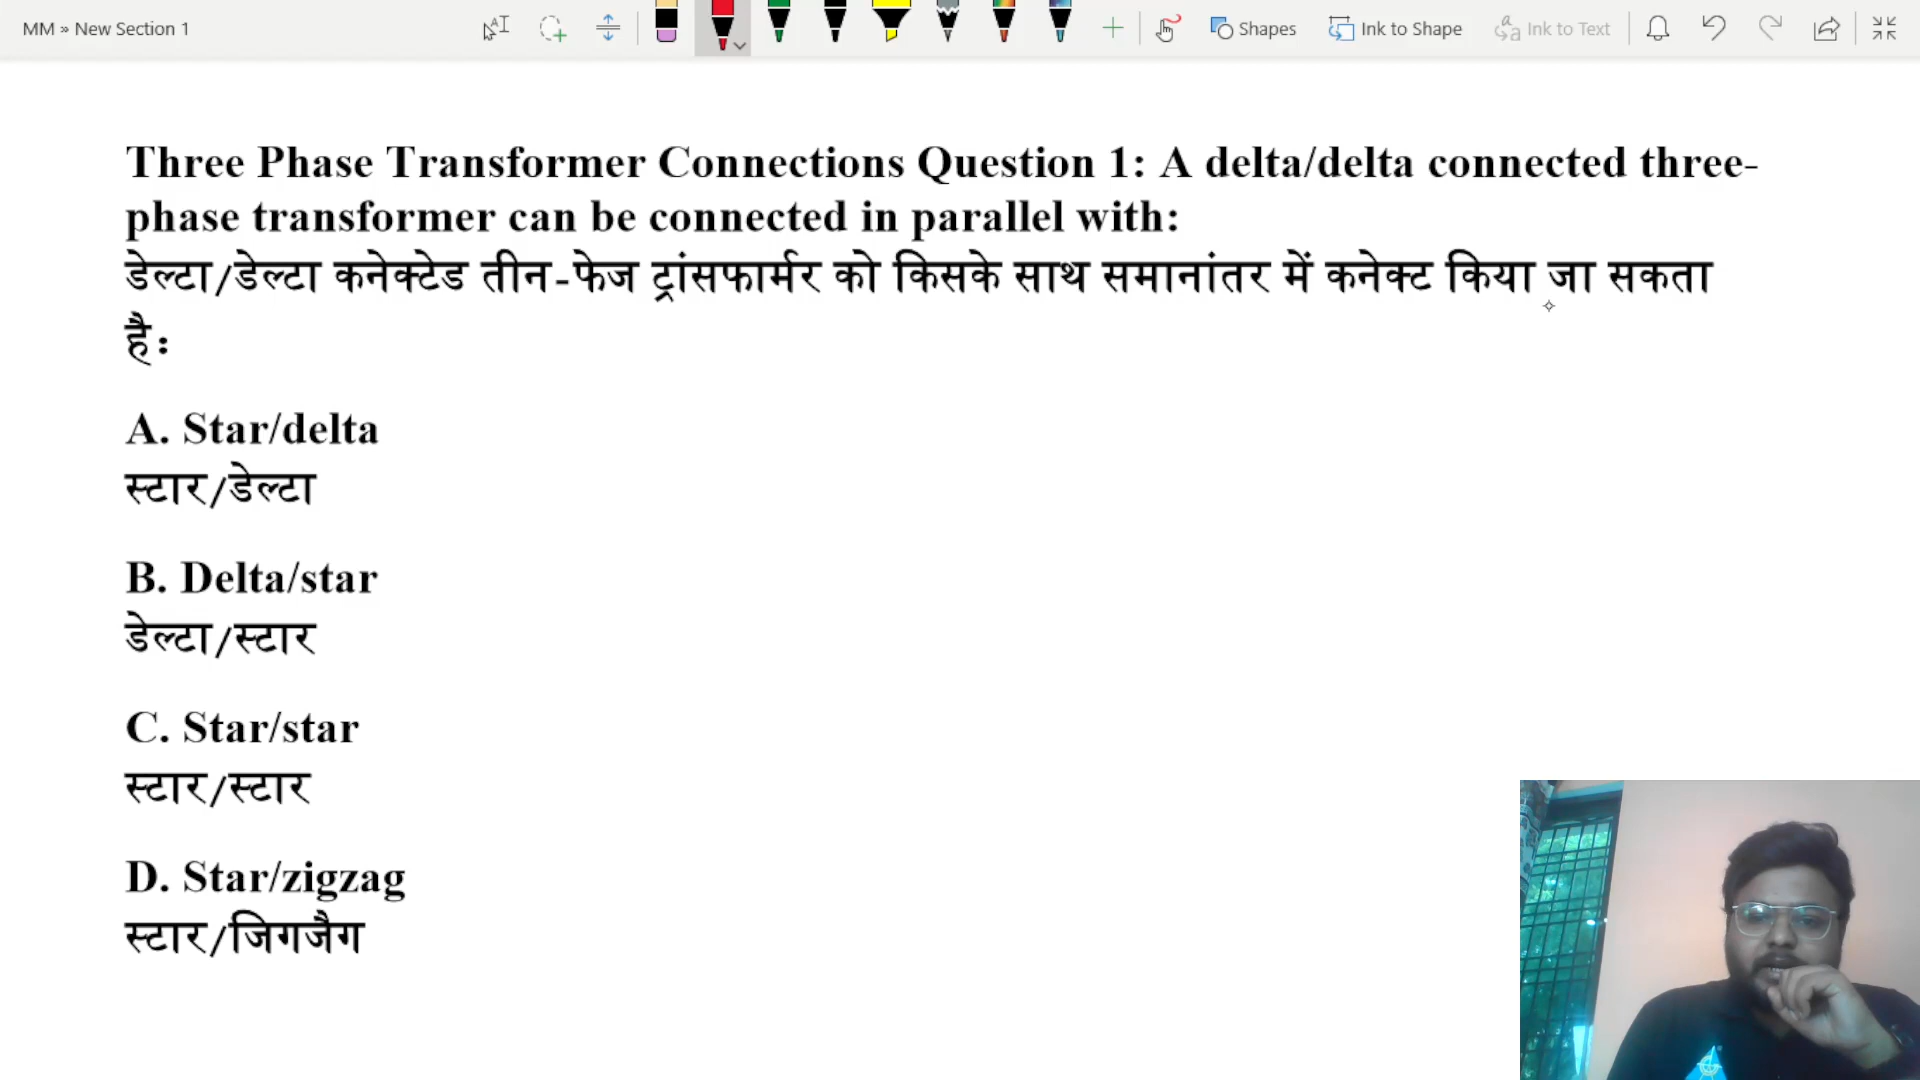 MM » New Section 1
Shapes
Ink to Shape
Ink to Text
Three Phase Transformer Connections Question 1: A delta/delta connected three-
phase transformer can be connected in parallel with:
डेल्टा/डेल्टा कनेक्टेड तीन-फेज ट्रांसफार्मर को किसके साथ समानांतर में कनेक्ट किया जा सकता
है:
A. Star/delta
स्टार/डेल्टा
B. Delta/star
डेल्टा/स्टार
C. Star/star
स्टार/स्टार
D. Star/zigzag
स्टार/जिगजैग